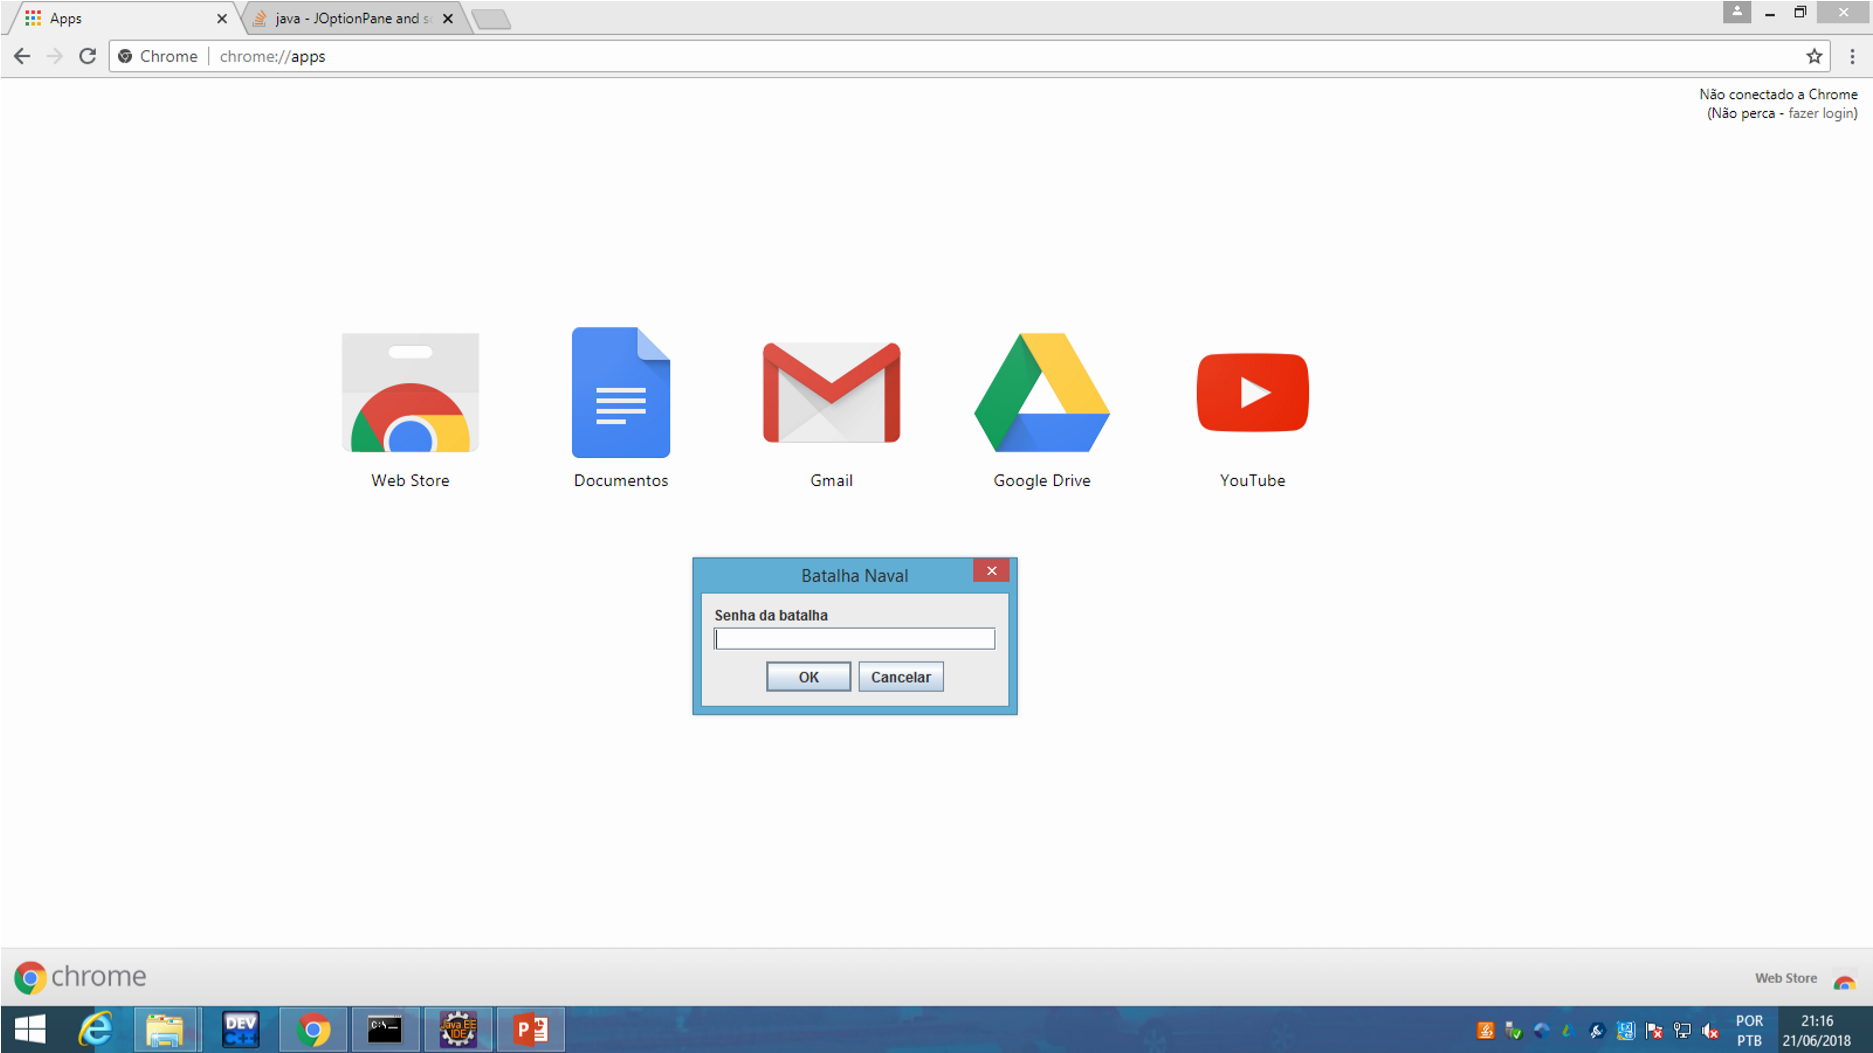 Apps
java - JOptionPane and s
Chrome
chrome://apps
Não conectado a Chrome
(Não perca - fazer login)
Web Store
Documentos
Gmail
Google Drive
YouTube
Batalha Naval
Senha da batalha
OK
Cancelar
chrome
Web Store
DEV
C++
C:\.
Java EE
IDE
P
POR
PTB
21:16
21/06/2018